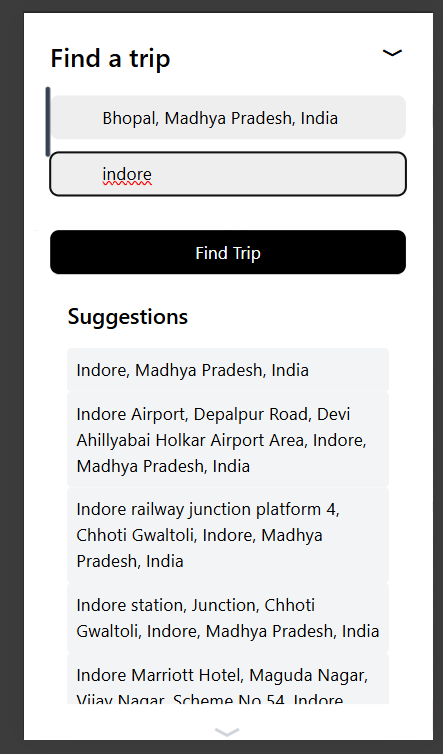 Find a trip
Bhopal, Madhya Pradesh, India
indore
Find Trip
Suggestions
Indore, Madhya Pradesh, India
Indore Airport, Depalpur Road, Devi
Ahillyabai Holkar Airport Area, Indore,
Madhya Pradesh, India
Indore railway junction platform 4,
Chhoti Gwaltoli, Indore, Madhya
Pradesh, India
Indore station, Junction, Chhoti
Gwaltoli, Indore, Madhya Pradesh, India
Indore Marriott Hotel, Maguda Nagar,
Vijay Nagar, Scheme No 54, Indore,